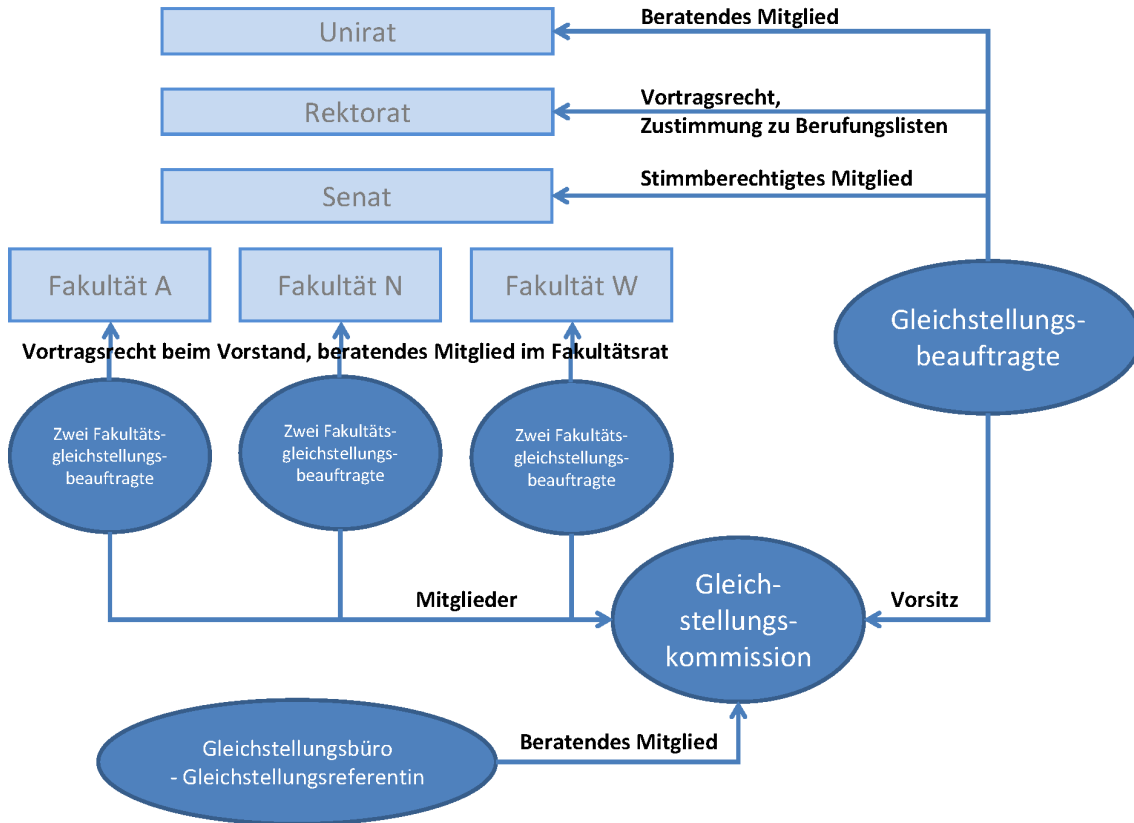 Unirat
Beratendes Mitglied
Rektorat
Vortragsrecht,
Zustimmung zu Berufungslisten
Senat
Stimmberechtigtes Mitglied
Fakultät A
Fakultät N
Fakultät W
Gleichstellungs-
beauftragte
Vortragsrecht beim Vorstand, beratendes Mitglied im Fakultätsrat
Zwei Fakultäts-
gleichstellungs-
beauftragte
Zwei Fakultäts-
gleichstellungs-
beauftragte
Zwei Fakultäts-
gleichstellungs-
beauftragte
Mitglieder
Gleich-
stellungs-
kommission
Vorsitz
Gleichstellungsbüro
- Gleichstellungsreferentin
Beratendes Mitglied